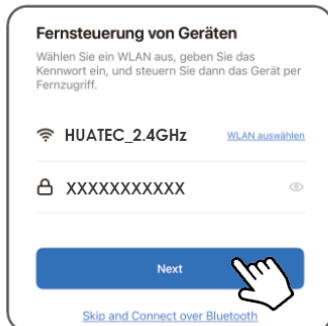 Fernsteuerung von Geräten
Wählen Sie ein WLAN aus, geben Sie das
Kennwort ein, und steuern Sie dann das Gerät per
Fernzugriff.
HUATEC_2.4GHz WLAN auswählen
XXXXXXXXXXX
Next
Skip and Connect over Bluetooth